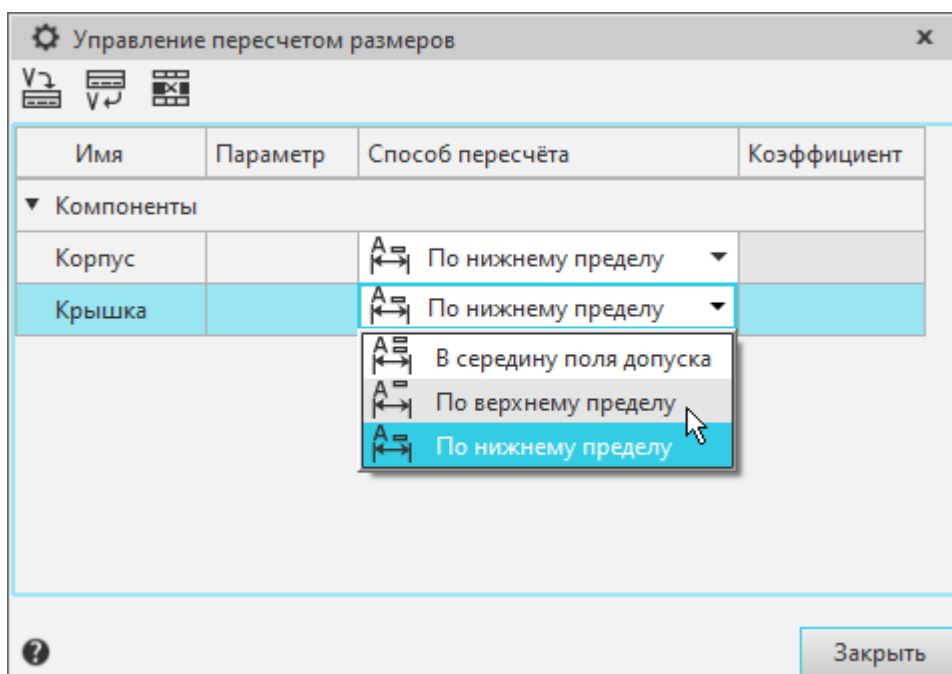 Управление пересчетом размеров
Имя Параметр Способ пересчёта Коэффициент
Компоненты
Корпус По нижнему пределу
Крышка По нижнему пределу
В середину поля допуска
По верхнему пределу
По нижнему пределу
Закрыть